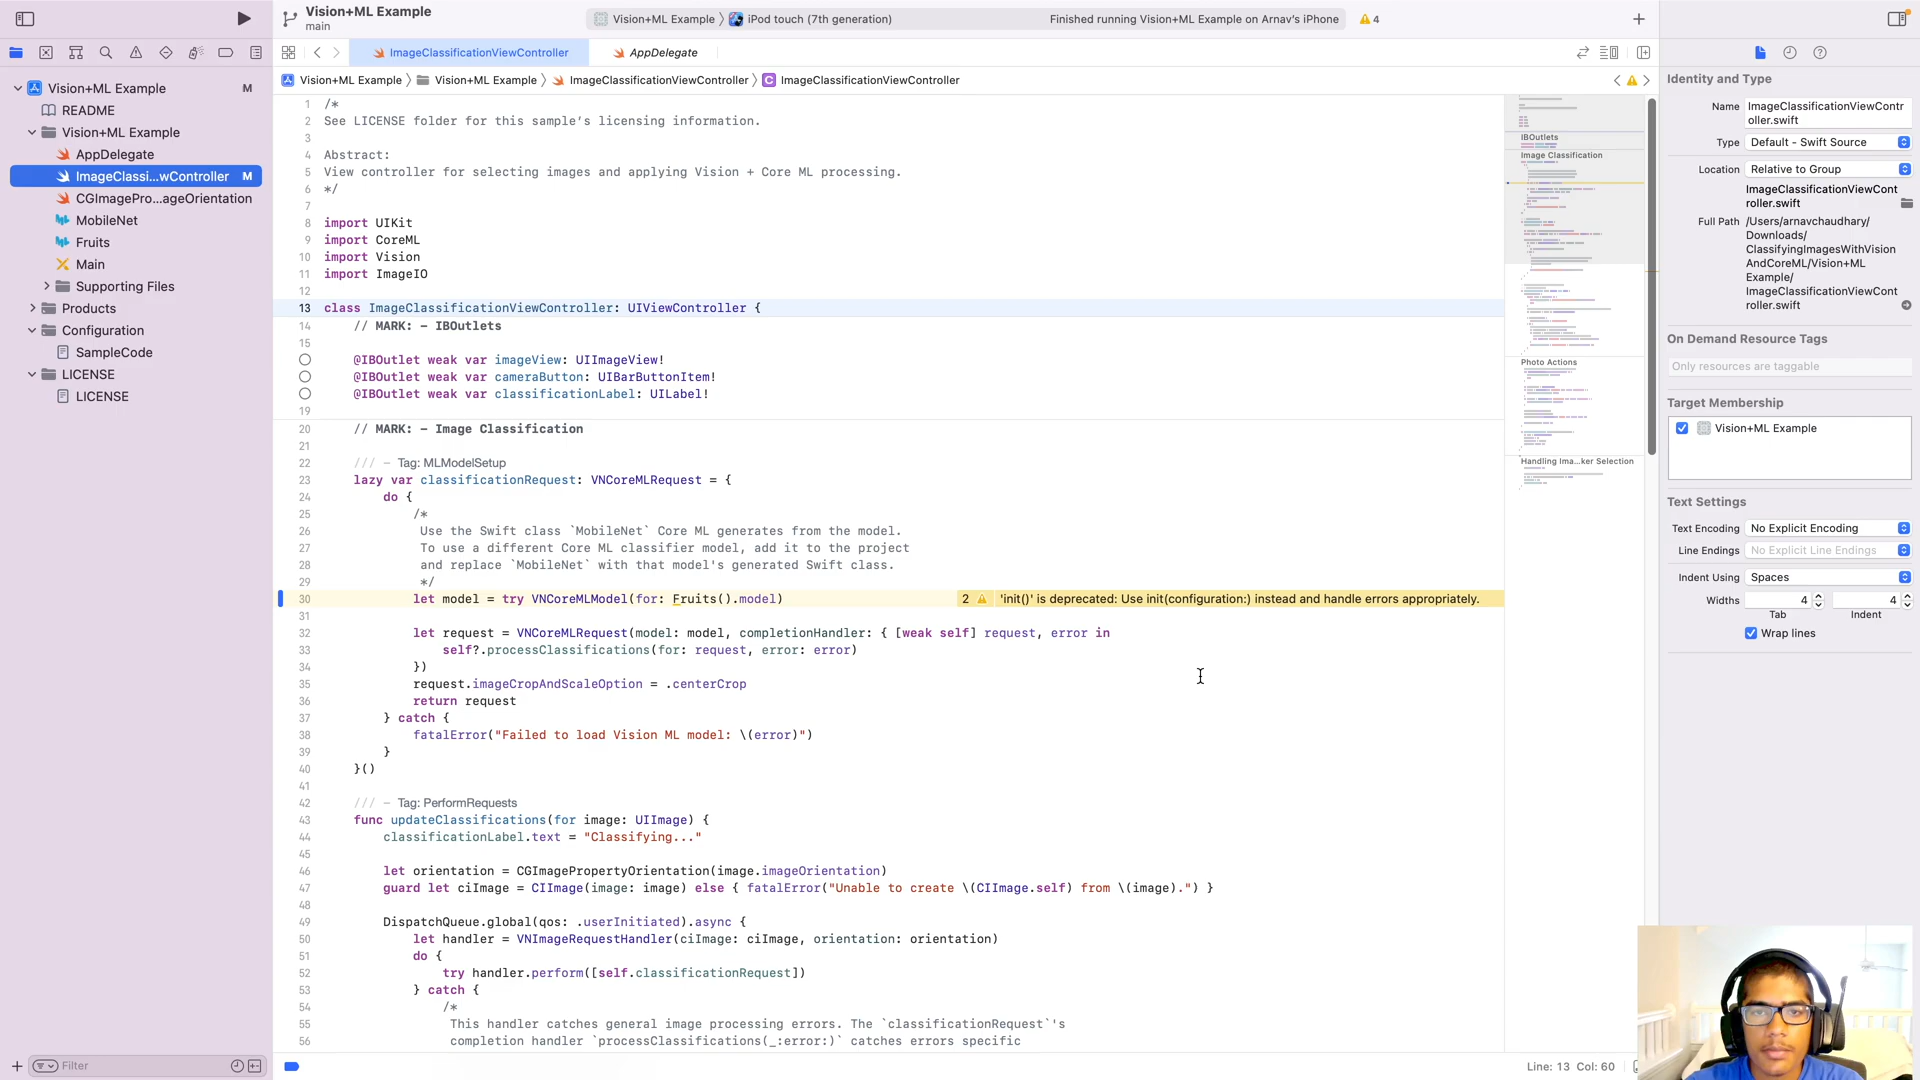 Vision+ML Example
main
Vision+ML Example
iPod touch (7th generation)
Finished running Vision+ML Example on Arnav's iPhone
4
ImageClassificationViewController
AppDelegate
Vision+ML Example
Vision+ML Example
ImageClassificationViewController
ImageClassificationViewController
Vision+ML Example M
README
Vision+ML Example
AppDelegate
ImageClassi...wController M
CGImagePro...ageOrientation
MobileNet
Fruits
Main
Supporting Files
Products
Configuration
SampleCode
LICENSE
LICENSE
Filter
1 /*
2 See LICENSE folder for this sample's licensing information.
3
4 Abstract:
5 View controller for selecting images and applying Vision + Core ML processing.
6 */
7
8 import UIKit
9 import CoreML
10 import Vision
11 import ImageIO
12
13 class ImageClassificationViewController: UIViewController {
14 // MARK: - IBOutlets
15
@IBOutlet weak var imageView: UIImageView!
@IBOutlet weak var cameraButton: UIBarButtonItem!
@IBOutlet weak var classificationLabel: UILabel!
19
20 // MARK: - Image Classification
21
22 /// - Tag: MLModelSetup
23 lazy var classificationRequest: VNCoreMLRequest = {
24 do {
25 /*
26 Use the Swift class `MobileNet` Core ML generates from the model.
27 To use a different Core ML classifier model, add it to the project
28 and replace `MobileNet` with that model's generated Swift class.
29 */
30 let model = try VNCoreMLModel(for: Fruits().model) 2 'init()' is deprecated: Use init(configuration:) instead and handle errors appropriately.
31
32 let request = VNCoreMLRequest(model: model, completionHandler: { [weak self] request, error in
33 self?.processClassifications(for: request, error: error)
34 })
35 request.imageCropAndScaleOption = .centerCrop
36 return request
37 } catch {
38 fatalError("Failed to load Vision ML model: \(error)")
39 }
40 }()
41
42 /// - Tag: PerformRequests
43 func updateClassifications(for image: UIImage) {
44 classificationLabel.text = "Classifying..."
45
46 let orientation = CGImagePropertyOrientation(image.imageOrientation)
47 guard let ciImage = CIImage(image: image) else { fatalError("Unable to create \(CIImage.self) from \(image).") }
48
49 DispatchQueue.global(qos: .userInitiated).async {
50 let handler = VNImageRequestHandler(ciImage: ciImage, orientation: orientation)
51 do {
52 try handler.perform([self.classificationRequest])
53 } catch {
54 /*
55 This handler catches general image processing errors. The `classificationRequest`'s
56 completion handler `processClassifications(_:error:)` catches errors specific
Line: 13 Col: 60
IBOutlets
Image Classification
Photo Actions
Handling Ima...ker Selection
Identity and Type
Name ImageClassificationViewContr
oller.swift
Type Default - Swift Source
Location Relative to Group
ImageClassificationViewCont
roller.swift
Full Path /Users/arnavchaudhary/
Downloads/
ClassifyingImagesWithVision
AndCoreML/Vision+ML
Example/
ImageClassificationViewCont
roller.swift
On Demand Resource Tags
Only resources are taggable
Target Membership
Vision+ML Example
Text Settings
Text Encoding No Explicit Encoding
Line Endings No Explicit Line Endings
Indent Using Spaces
Widths 4 4
Tab Indent
Wrap lines